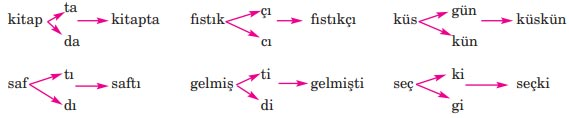 kitap ta da kitapta
fıstık çı cı fıstıkçı
küs gün kün küskün
saf tı dı saftı
gelmiş ti di gelmişti
seç ki gi seçki